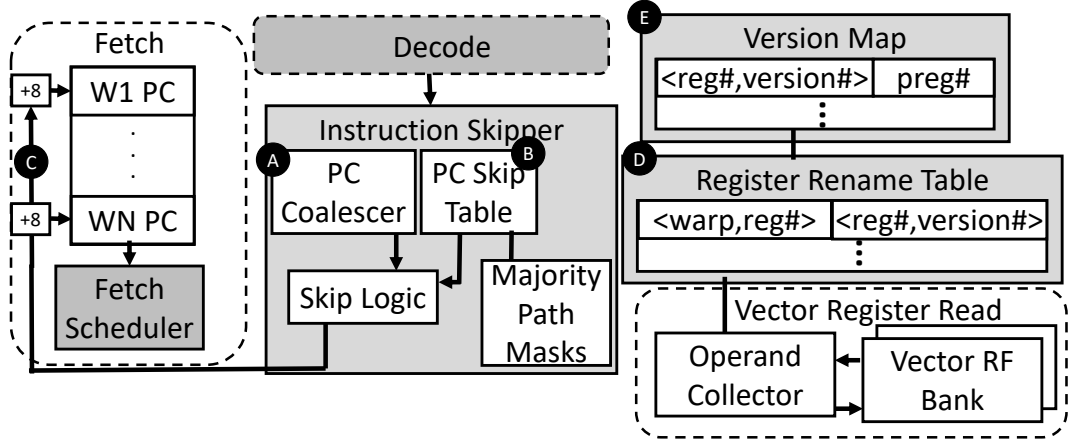 Fetch
+8
W1 PC
.
.
.
C
+8
WN PC
Fetch
Scheduler
Decode
Instruction Skipper
A
PC
Coalescer
B
PC Skip
Table
Skip Logic
Majority
Path
Masks
E
Version Map
<reg#,version#>
preg#
⋮
D
Register Rename Table
<warp,reg#>
<reg#,version#>
⋮
Vector Register Read
Operand
Collector
Vector RF
Bank